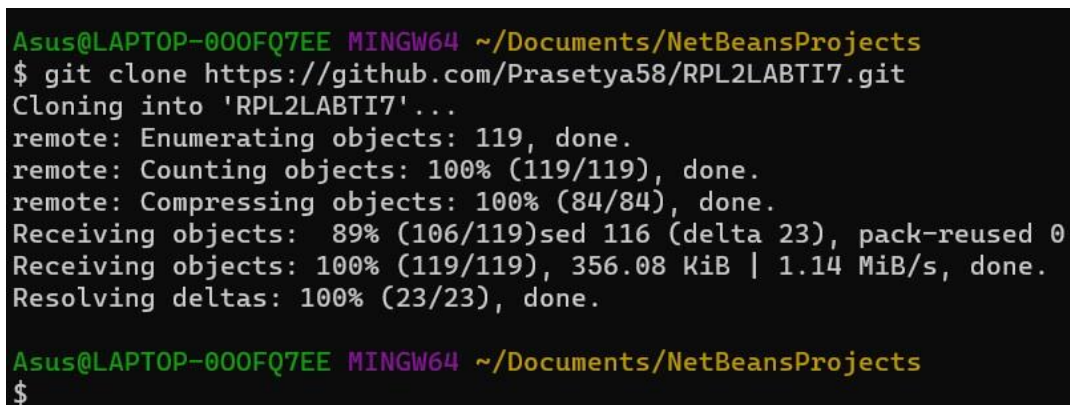 Asus@LAPTOP-0OOFQ7EE MINGW64 ~/Documents/NetBeansProjects
$ git clone https://github.com/Prasetya58/RPL2LABTI7.git
Cloning into 'RPL2LABTI7'...
remote: Enumerating objects: 119, done.
remote: Counting objects: 100% (119/119), done.
remote: Compressing objects: 100% (84/84), done.
Receiving objects:  89% (106/119)sed 116 (delta 23), pack-reused 0
Receiving objects: 100% (119/119), 356.08 KiB | 1.14 MiB/s, done.
Resolving deltas: 100% (23/23), done.
Asus@LAPTOP-0OOFQ7EE MINGW64 ~/Documents/NetBeansProjects
$